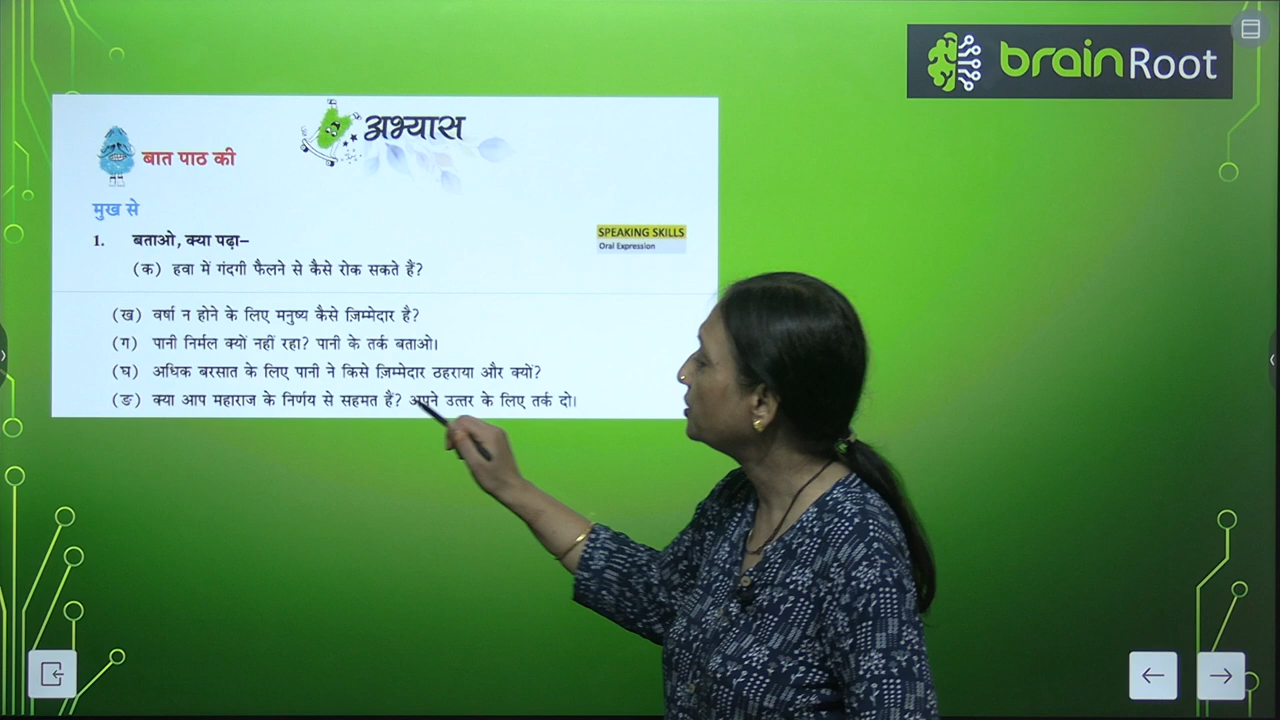 brainRoot
अभ्यास
बात पाठ की
मुख से
1. बताओ, क्या पढ़ा–
SPEAKING SKILLS
Oral Expression
(क) हवा में गंदगी फैलने से कैसे रोक सकते हैं?
(ख) वर्षा न होने के लिए मनुष्य कैसे ज़िम्मेदार है?
(ग) पानी निर्मल क्यों नहीं रहा? पानी के तर्क बताओ।
(घ) अधिक बरसात के लिए पानी ने किसे ज़िम्मेदार ठहराया और क्यों?
(ङ) क्या आप महाराज के निर्णय से सहमत हैं? अपने उत्तर के लिए तर्क दो।